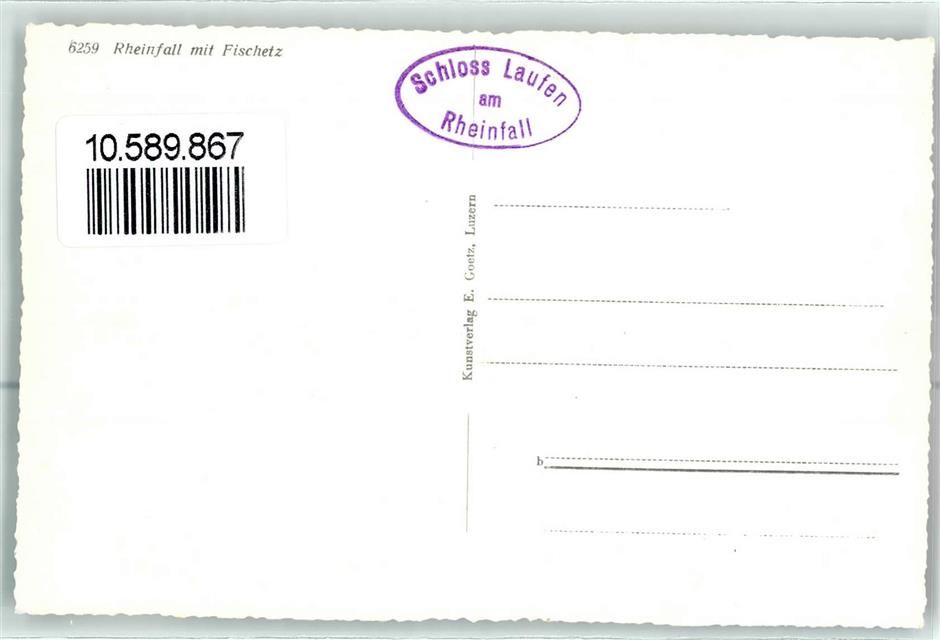 6259 Rheinfall mit Fischetz
Schloss Laufen
am
Rheinfall
10.589.867
Kunstverlag E. Goetz, Luzern
b